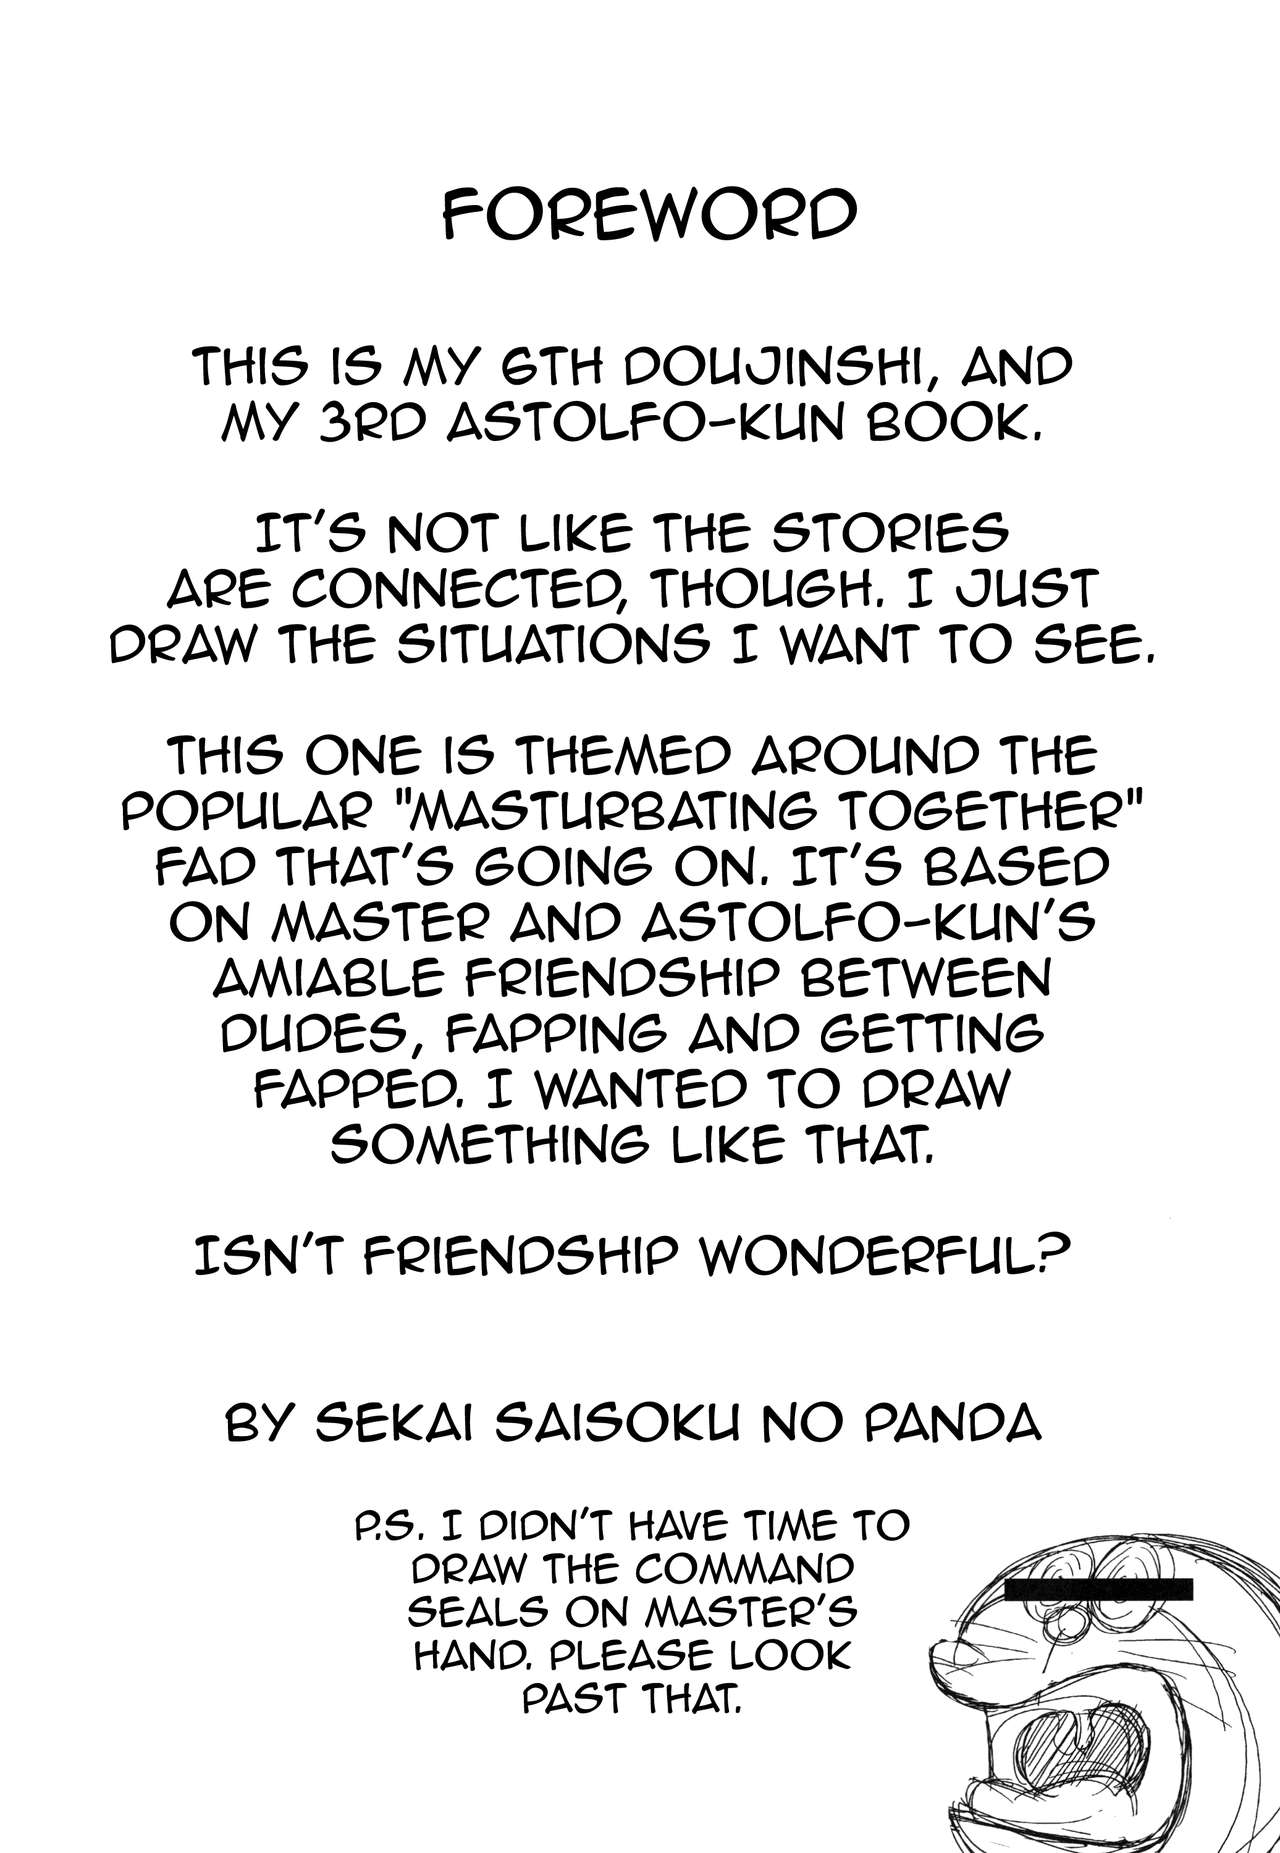 FOREWORD
THIS IS MY 6TH DOUJINSHI, AND
MY 3RD ASTOLFO-KUN BOOK.
IT'S NOT LIKE THE STORIES
ARE CONNECTED, THOUGH. I JUST
DRAW THE SITUATIONS I WANT TO SEE.
THIS ONE IS THEMED AROUND THE
POPULAR "MASTURBATING TOGETHER"
FAD THAT'S GOING ON. IT'S BASED
ON MASTER AND ASTOLFO-KUN'S
AMIABLE FRIENDSHIP BETWEEN
DUDES, FAPPING AND GETTING
FAPPED. I WANTED TO DRAW
SOMETHING LIKE THAT.
ISN'T FRIENDSHIP WONDERFUL?
BY SEKAI SAISOKU NO PANDA
P.S. I DIDN'T HAVE TIME TO
DRAW THE COMMAND
SEALS ON MASTER'S
HAND. PLEASE LOOK
PAST THAT.